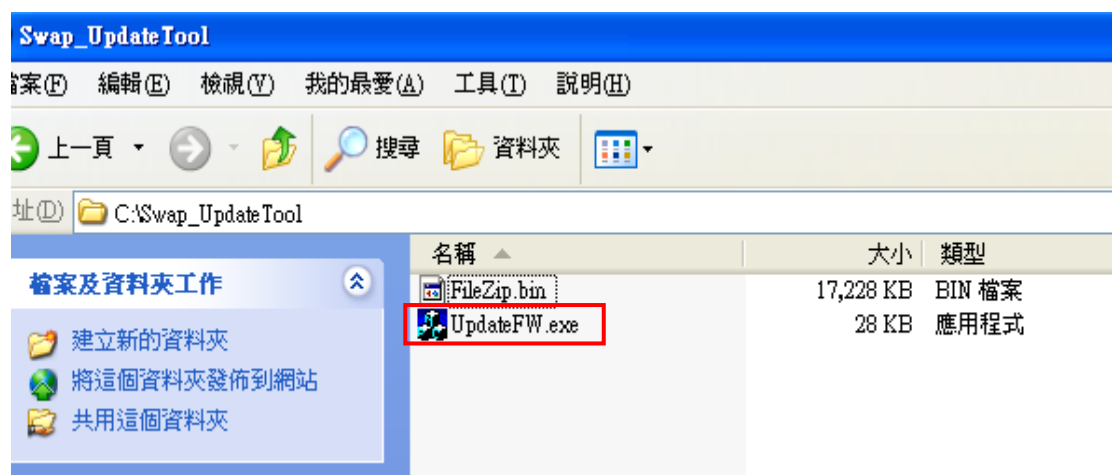 Swap_UpdateTool
檔案(F) 編輯(E) 檢視(V) 我的最愛(A) 工具(T) 說明(H)
上一頁 搜尋 資料夾
址(D) C:\Swap_UpdateTool
名稱 大小 類型
檔案及資料夾工作
FileZip.bin 17,228 KB BIN 檔案
UpdateFW.exe 28 KB 應用程式
建立新的資料夾
將這個資料夾發佈到網站
共用這個資料夾